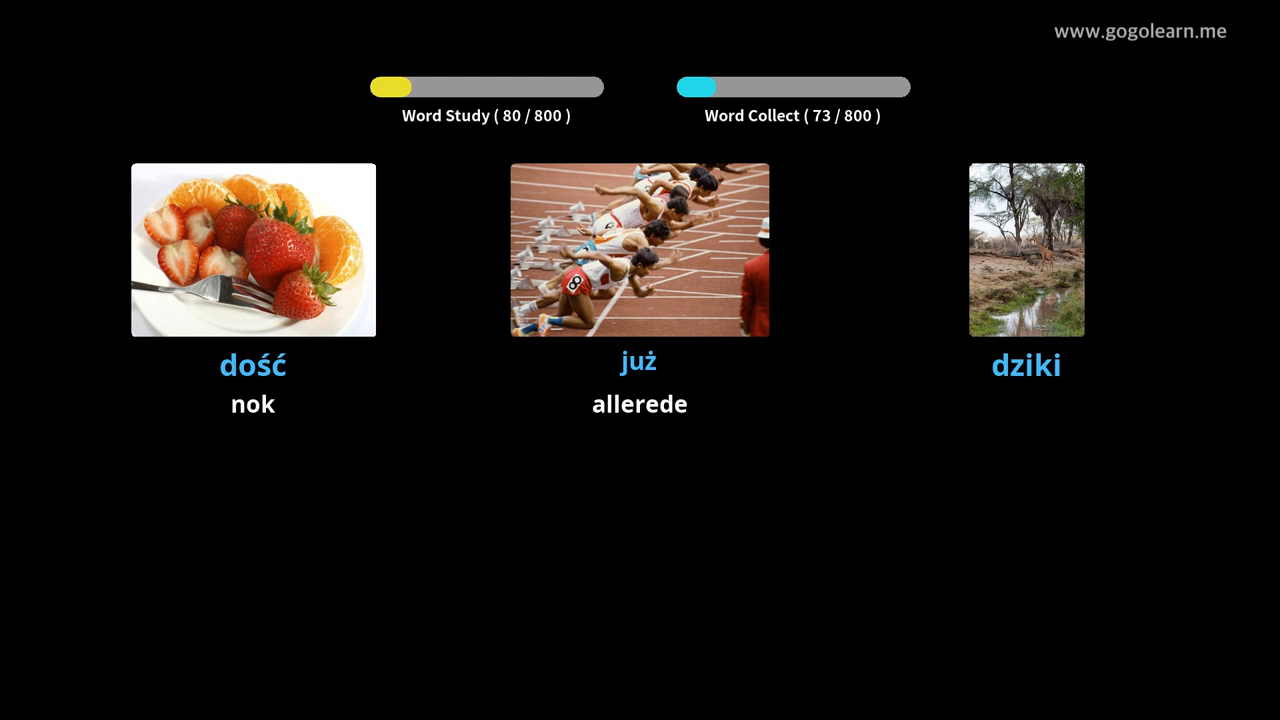 www.gogolearn.me
Word Study ( 80 / 800 )
Word Collect ( 73 / 800 )
dość
już
dziki
nok
allerede